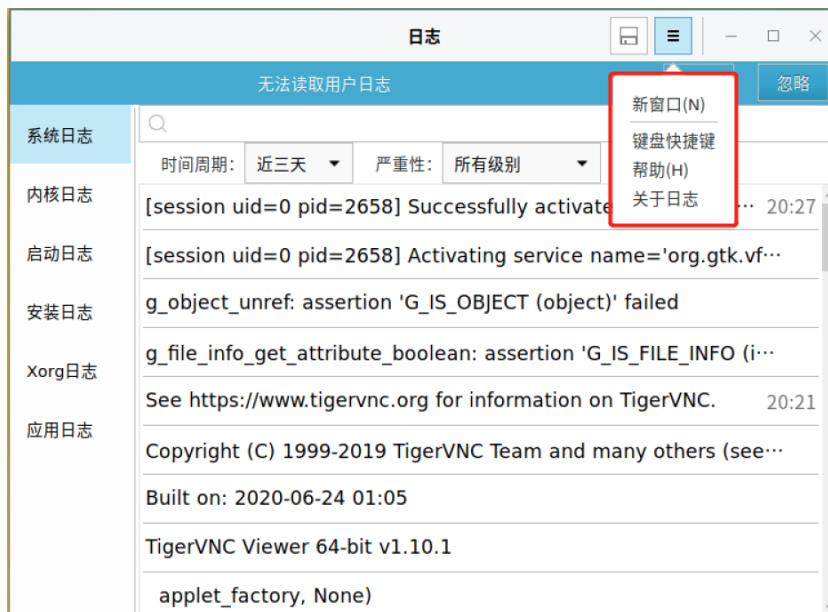 日志
无法读取用户日志
忽略
新窗口(N)
键盘快捷键
帮助(H)
关于日志
系统日志
内核日志
启动日志
安装日志
Xorg日志
应用日志
时间周期： 近三天 严重性： 所有级别
[session uid=0 pid=2658] Successfully activate ··· 20:27
[session uid=0 pid=2658] Activating service name='org.gtk.vf···
g_object_unref: assertion 'G_IS_OBJECT (object)' failed
g_file_info_get_attribute_boolean: assertion 'G_IS_FILE_INFO (i···
See https://www.tigervnc.org for information on TigerVNC. 20:21
Copyright (C) 1999-2019 TigerVNC Team and many others (see···
Built on: 2020-06-24 01:05
TigerVNC Viewer 64-bit v1.10.1
applet_factory, None)